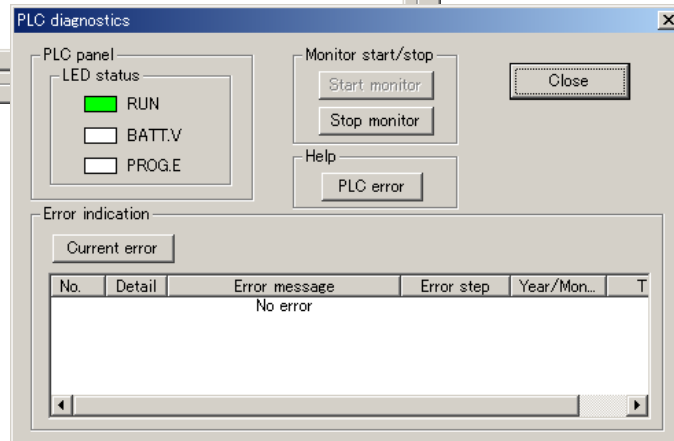 PLC diagnostics
PLC panel
LED status
RUN
BATT.V
PROG.E
Monitor start/stop
Start monitor
Stop monitor
Help
PLC error
Close
Error indication
Current error
No. Detail Error message Error step Year/Mon... T
No error